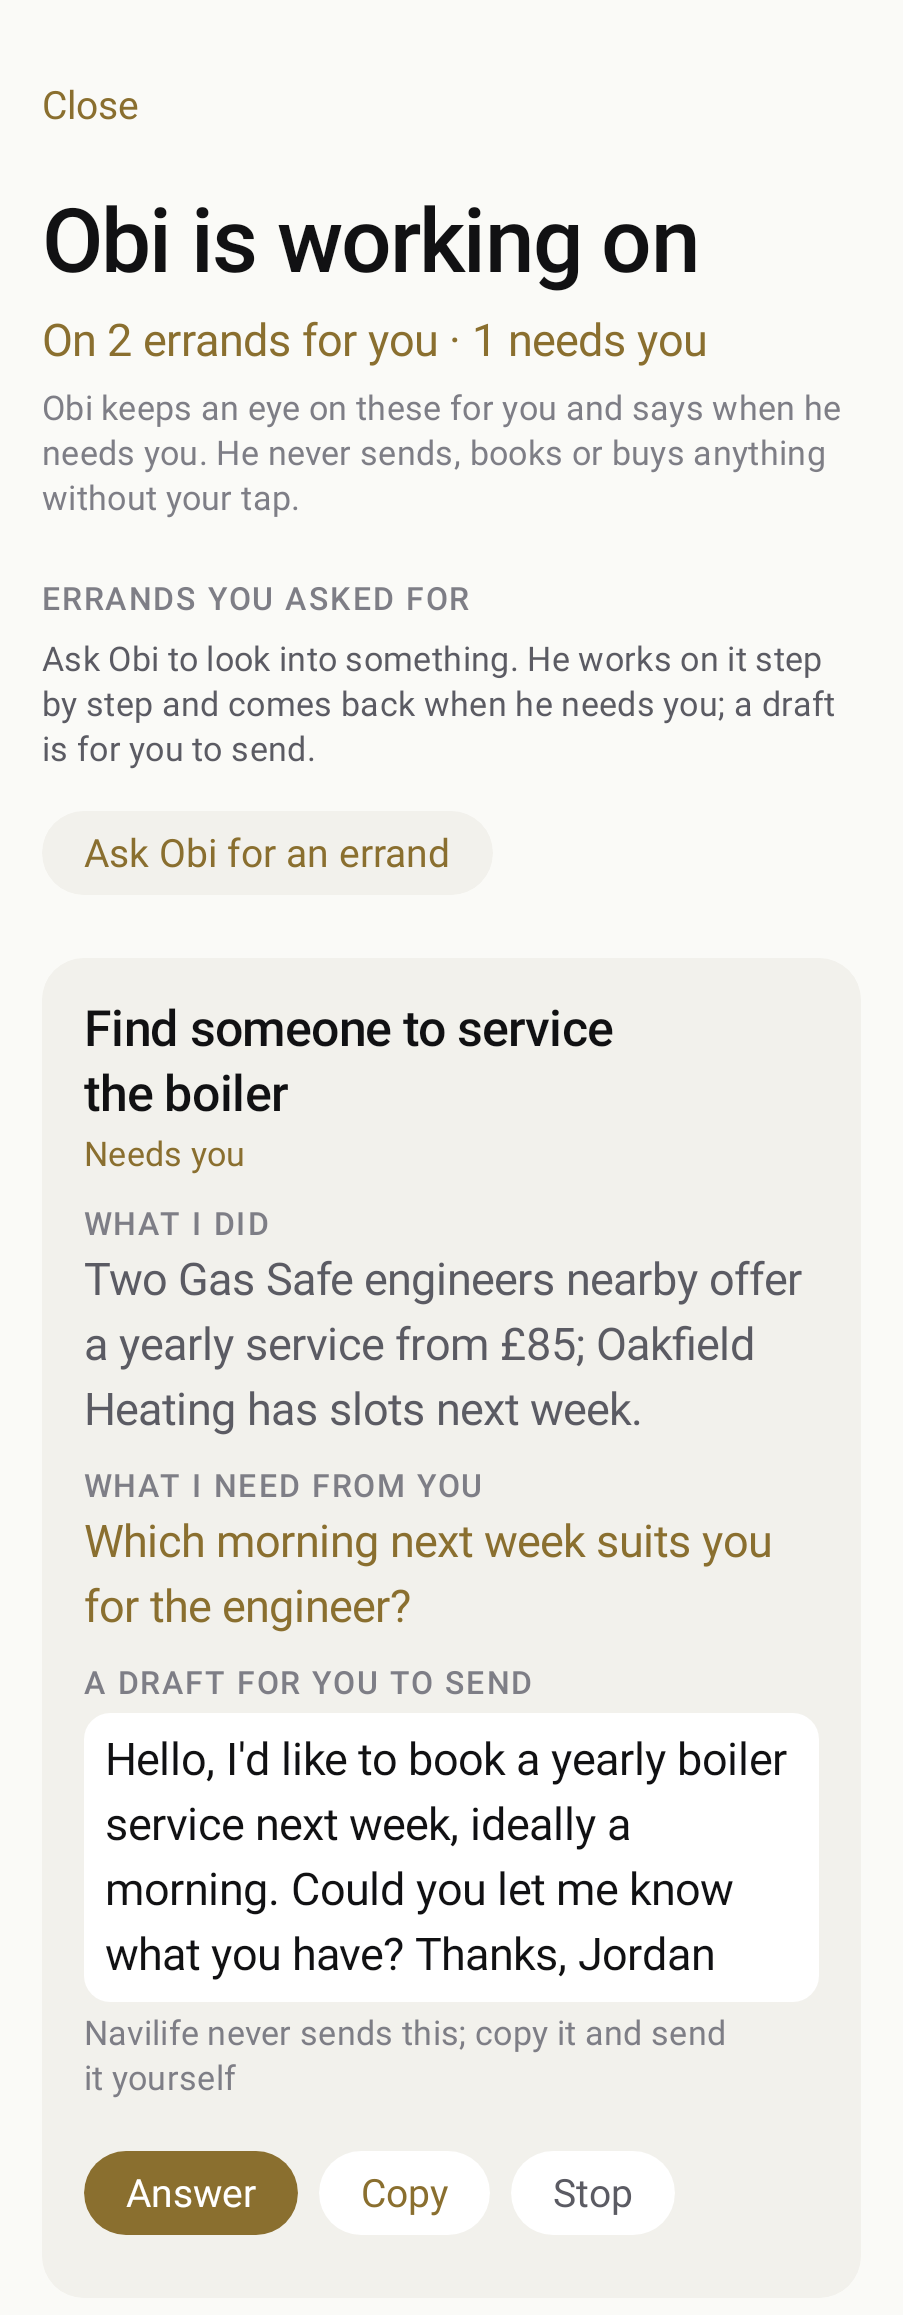 Close
Obi is working on
On 2 errands for you · 1 needs you
Obi keeps an eye on these for you and says when he
needs you. He never sends, books or buys anything
without your tap.
ERRANDS YOU ASKED FOR
Ask Obi to look into something. He works on it step
by step and comes back when he needs you; a draft
is for you to send.
Ask Obi for an errand
Find someone to service
the boiler
Needs you
WHAT I DID
Two Gas Safe engineers nearby offer
a yearly service from £85; Oakfield
Heating has slots next week.
WHAT I NEED FROM YOU
Which morning next week suits you
for the engineer?
A DRAFT FOR YOU TO SEND
Hello, I'd like to book a yearly boiler
service next week, ideally a
morning. Could you let me know
what you have? Thanks, Jordan
Navilife never sends this; copy it and send
it yourself
Answer
Copy
Stop